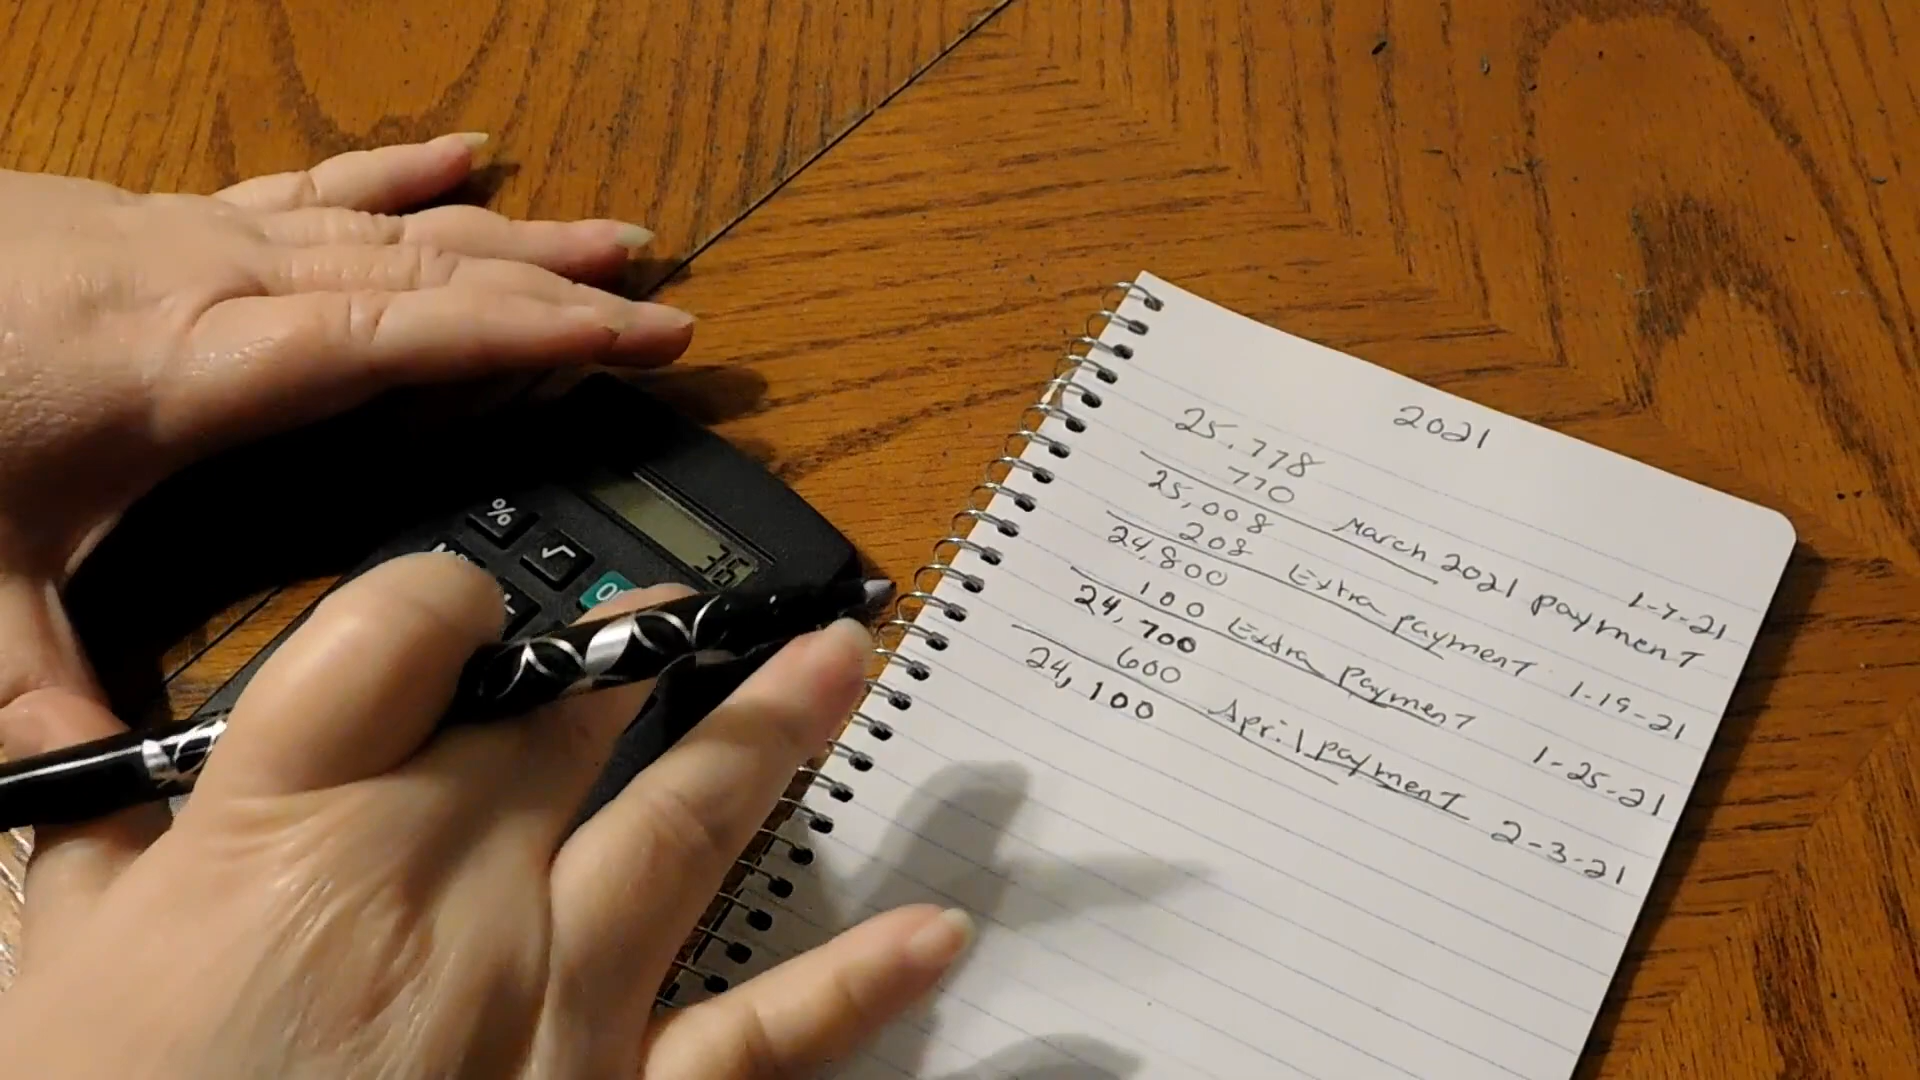 2021
25,778
770 March 2021 payment 1-7-21
25,008
208 Extra payment 1-19-21
24,800
100 Extra payment 1-25-21
24,700
600 April payment 2-3-21
24,100
36
%
√